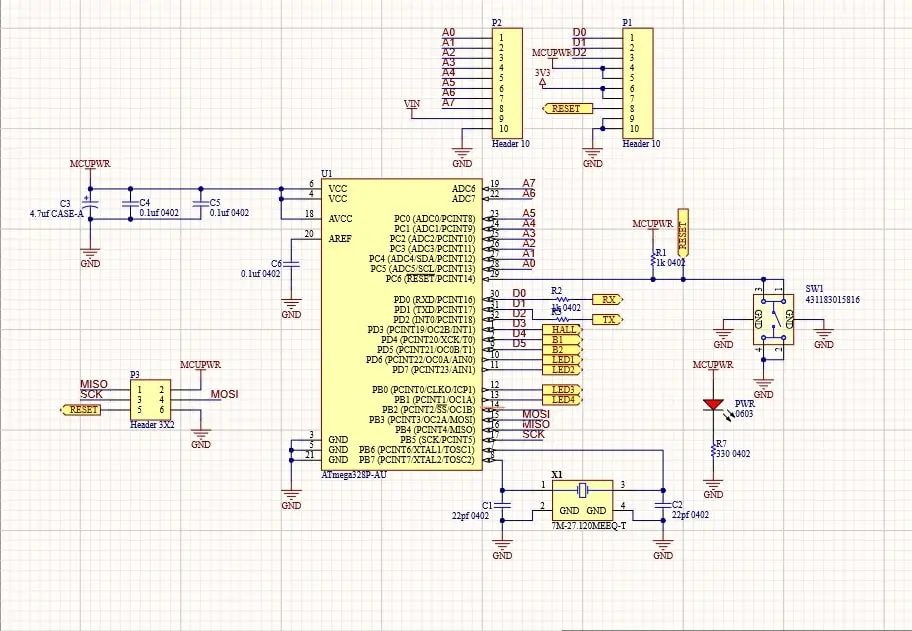 P2
P1
A0
1
D0
1
A1
2
D1
2
A2
3
MCUPWR
D2
3
A3
4
4
A4
5
3V3
5
A5
6
6
A6
7
7
VIN
A7
8
RESET
8
9
9
10
10
Header 10
Header 10
GND
GND
MCUPWR
U1
6
VCC
ADC6
19
A7
4
VCC
ADC7
22
A6
C3
4.7uf CASE-A
C4
0.1uf 0402
C5
0.1uf 0402
18
AVCC
PC0 (ADC0/PCINT8)
23
A5
PC1 (ADC1/PCINT9)
24
A4
20
AREF
PC2 (ADC2/PCINT10)
25
A3
PC3 (ADC3/PCINT11)
26
A2
PC4 (ADC4/SDA/PCINT12)
27
A1
PC5 (ADC5/SCL/PCINT13)
28
A0
PC6 (RESET/PCINT14)
29
GND
C6
0.1uf 0402
GND
MCUPWR
RESET
R1
1k 0402
PD0 (RXD/PCINT16)
30
D0
R2
1k 0402
RX
PD1 (TXD/PCINT17)
31
D1
PD2 (INT0/PCINT18)
32
D2
TX
PD3 (PCINT19/OC2B/INT1)
D3
HALL
PD4 (PCINT20/XCK/T0)
D4
B1
PD5 (PCINT21/OC0B/T1)
9
D5
B2
PD6 (PCINT22/OC0A/AIN0)
10
LED1
PD7 (PCINT23/AIN1)
11
LED2
PB0 (PCINT0/CLKO/ICP1)
12
LED3
PB1 (PCINT1/OC1A)
13
LED4
PB2 (PCINT2/SS/OC1B)
14
PB3 (PCINT3/OC2A/MOSI)
15
MOSI
PB4 (PCINT4/MISO)
16
MISO
PB5 (SCK/PCINT5)
17
SCK
PB6 (PCINT6/XTAL1/TOSC1)
PB7 (PCINT7/XTAL2/TOSC2)
3
GND
5
GND
21
GND
ATmega328P-AU
GND
SW1
431183015816
3
1
GND
GND
4
2
GND
GND
GND
P3
MCUPWR
MISO
1
2
SCK
3
4
MOSI
RESET
5
6
Header 3X2
GND
MCUPWR
PWR
0603
R7
330 0402
GND
X1
1
3
2
GND
GND
4
7M-27.120MEEQ-T
C1
22pf 0402
C2
22pf 0402
GND
GND